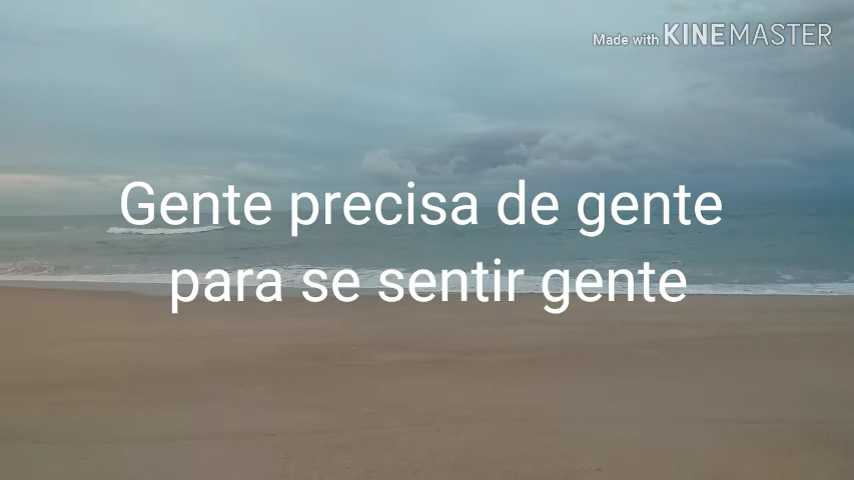 Made with KINEMASTER
Gente precisa de gente
para se sentir gente